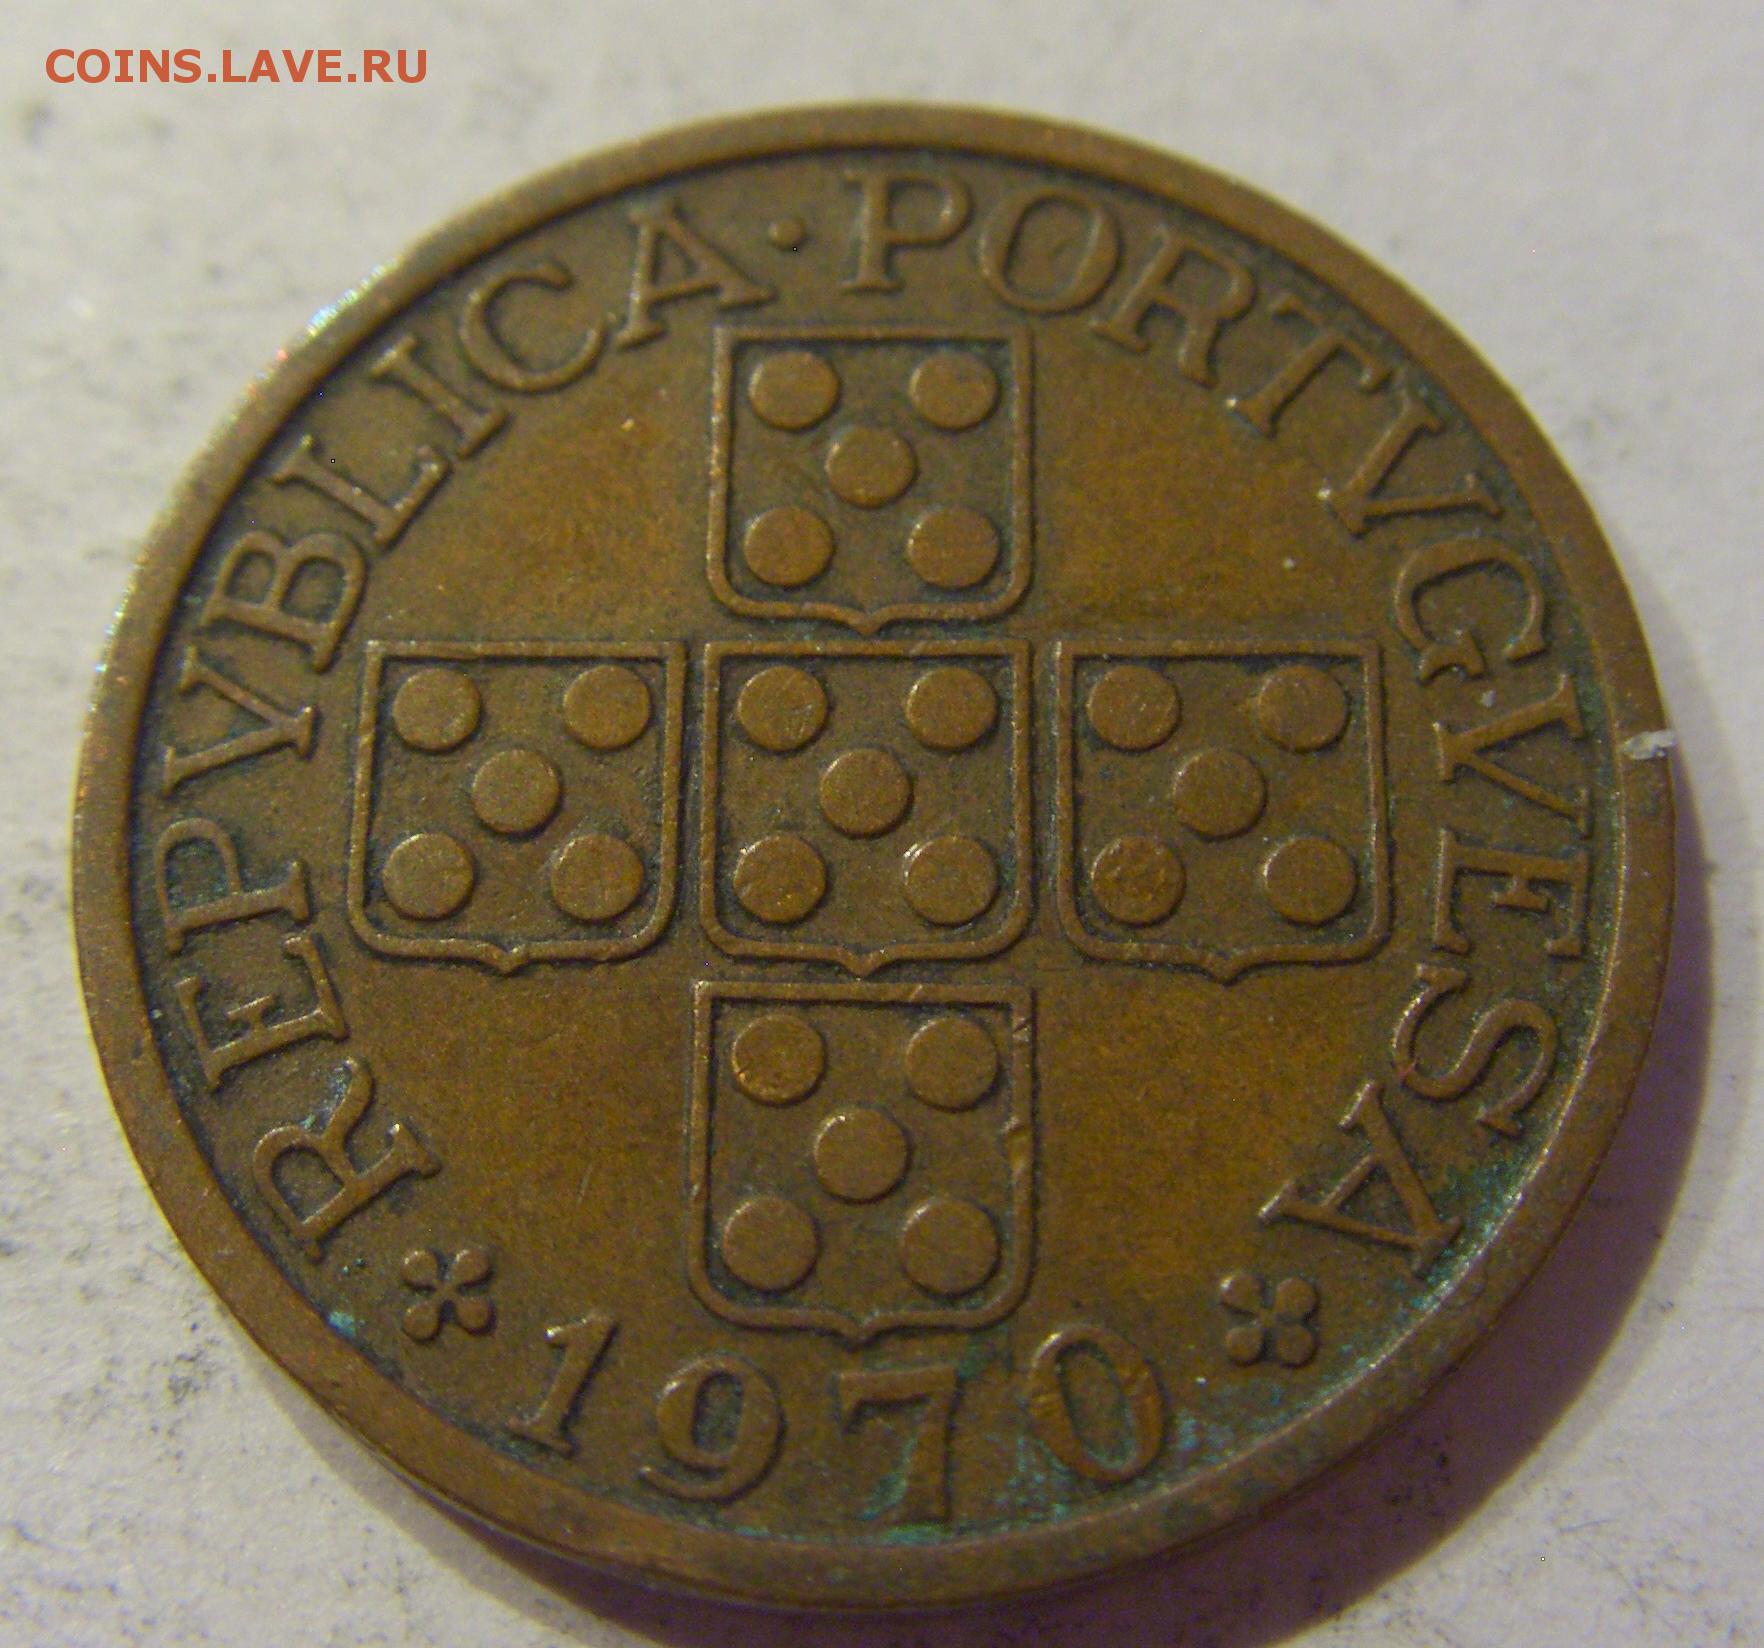 COINS.LAVE.RU
REPVBLICA · PORTVGVESA
1970